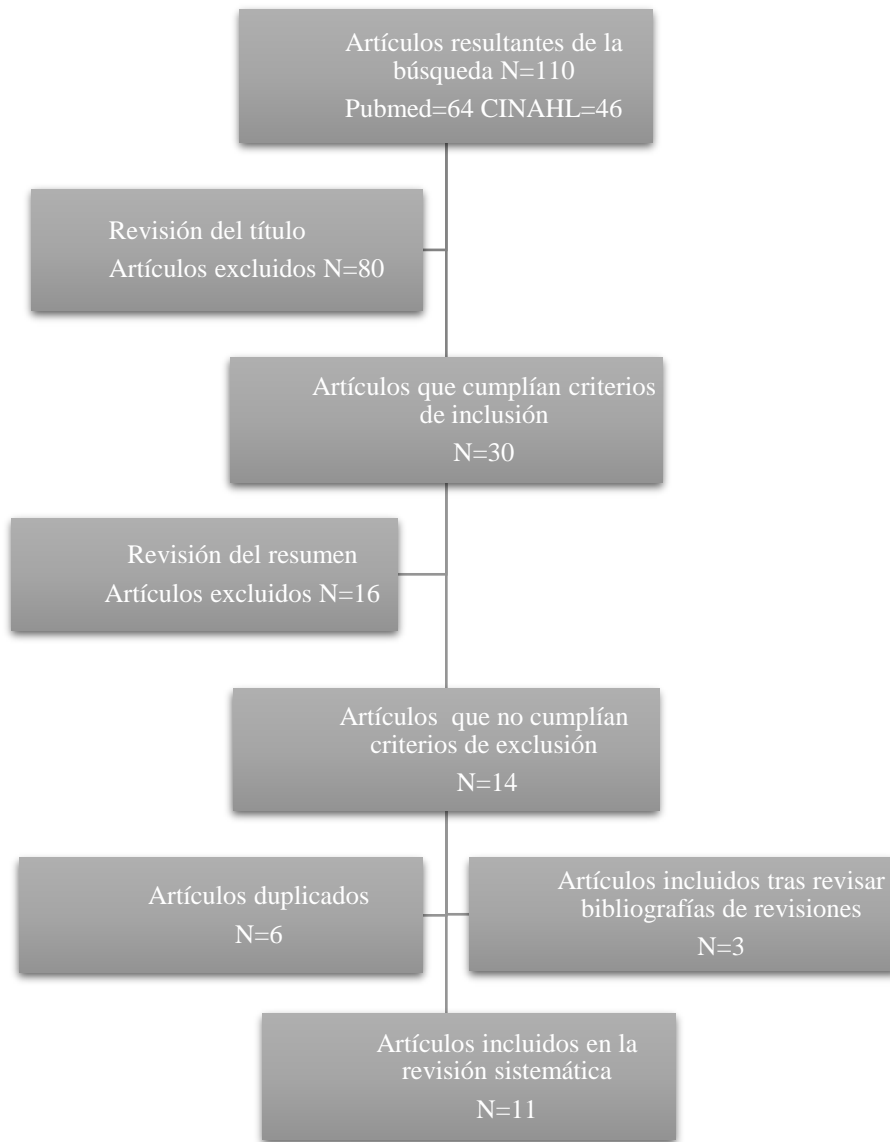 Artículos resultantes de la
búsqueda N=110
Pubmed=64 CINAHL=46
Revisión del título
Artículos excluidos N=80
Artículos que cumplían criterios
de inclusión
N=30
Revisión del resumen
Artículos excluidos N=16
Artículos que no cumplían
criterios de exclusión
N=14
Artículos duplicados
N=6
Artículos incluidos tras revisar
bibliografías de revisiones
N=3
Artículos incluidos en la
revisión sistemática
N=11